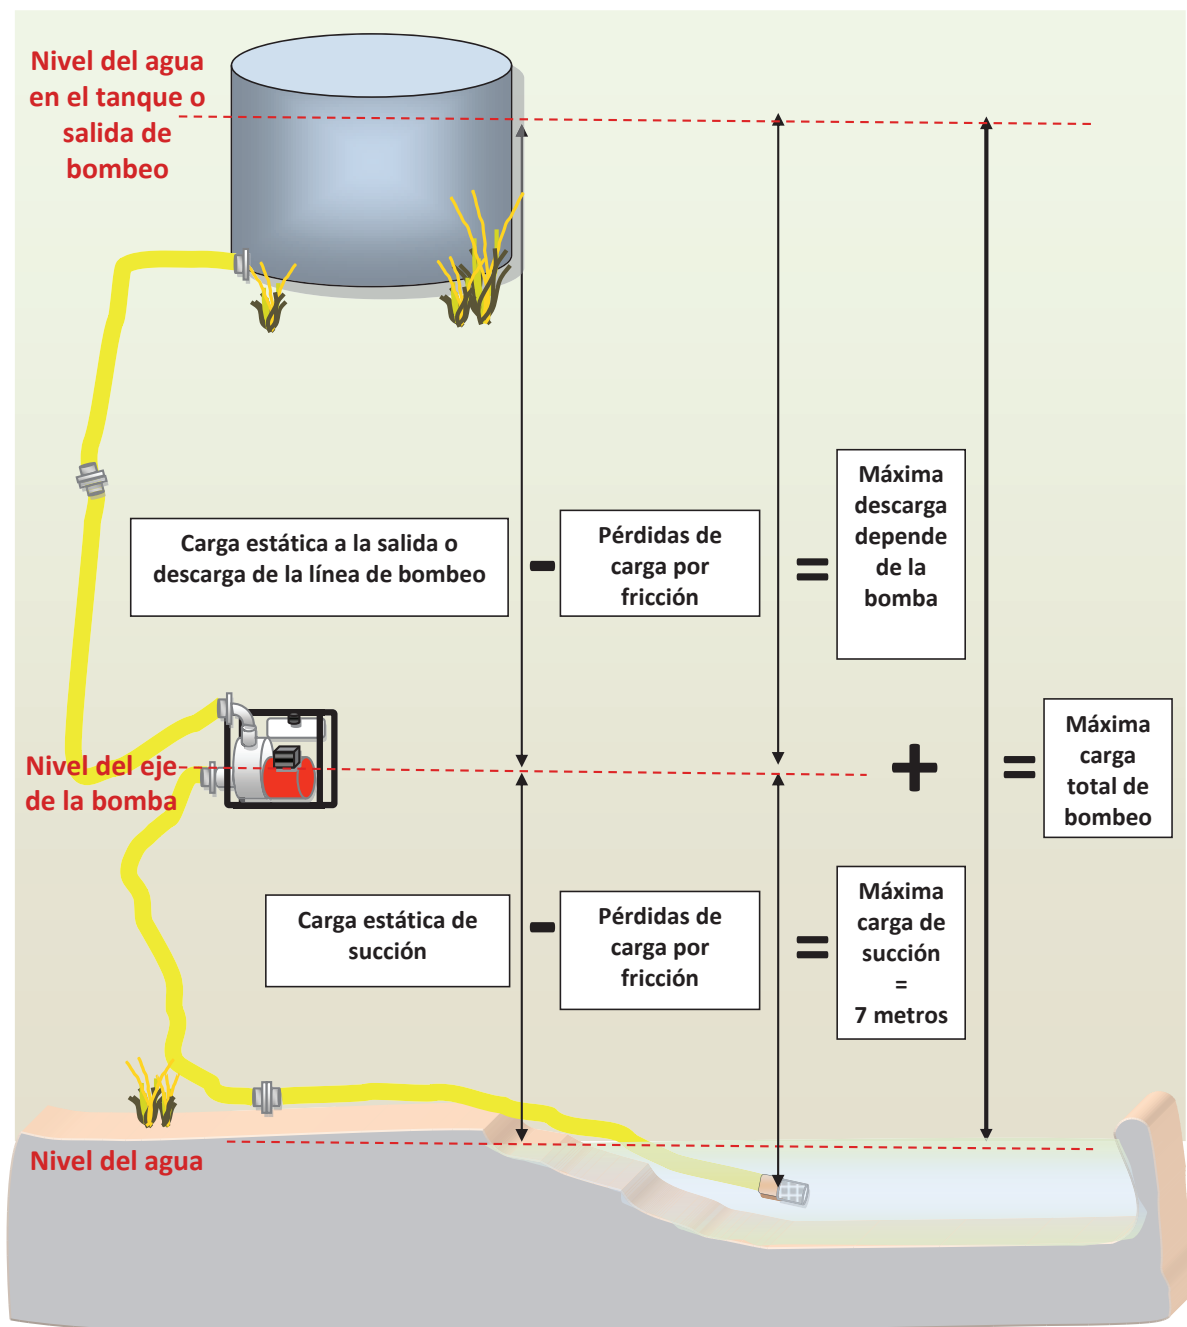 Nivel del agua
en el tanque o
salida de
bombeo
Carga estática a la salida o
descarga de la línea de bombeo
-
Pérdidas de
carga por
fricción
=
Máxima
descarga
depende
de la
bomba
Nivel del eje
de la bomba
+
=
Máxima
carga
total de
bombeo
Carga estática de
succión
-
Pérdidas de
carga por
fricción
=
Máxima
carga de
succión
=
7 metros
Nivel del agua